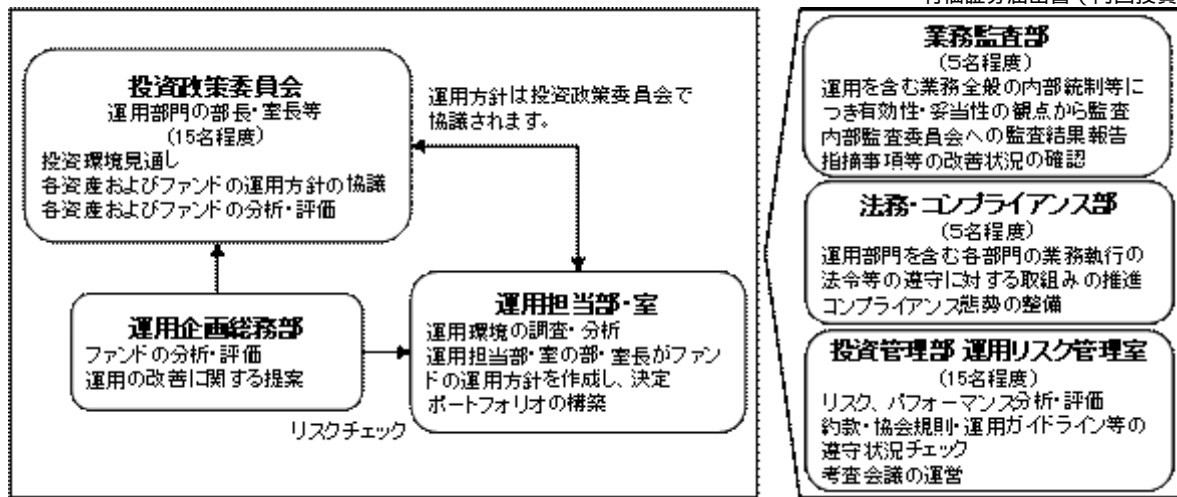 投資政策委員会
運用部門の部長・室長等
(15名程度)
投資環境見通し
各資産およびファンドの運用方針の協議
各資産およびファンドの分析・評価
運用方針は投資政策委員会で
協議されます。
運用企画総務部
ファンドの分析・評価
運用の改善に関する提案
リスクチェック
運用担当部・室
運用環境の調査・分析
運用担当部・室の部・室長がファン
ドの運用方針を作成し、決定
ポートフォリオの構築
業務監査部
(5名程度)
運用を含む業務全般の内部統制等に
つき有効性・妥当性の観点から監査
内部監査委員会への監査結果報告
指摘事項等の改善状況の確認
法務・コンプライアンス部
(5名程度)
運用部門を含む各部門の業務執行の
法令等の遵守に対する取組みの推進
コンプライアンス態勢の整備
投資管理部 運用リスク管理室
(15名程度)
リスク、パフォーマンス分析・評価
約款・協会規則・運用ガイドライン等の
遵守状況チェック
考査会議の運営